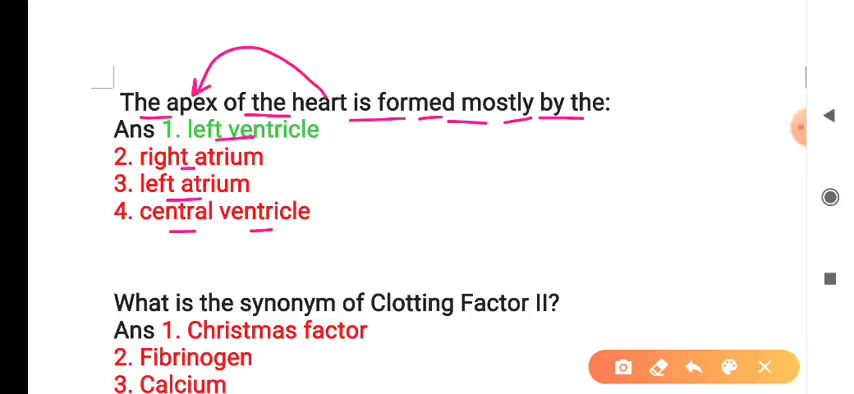 The apex of the heart is formed mostly by the:
Ans 1. left ventricle
2. right atrium
3. left atrium
4. central ventricle
What is the synonym of Clotting Factor II?
Ans 1. Christmas factor
2. Fibrinogen
3. Calcium